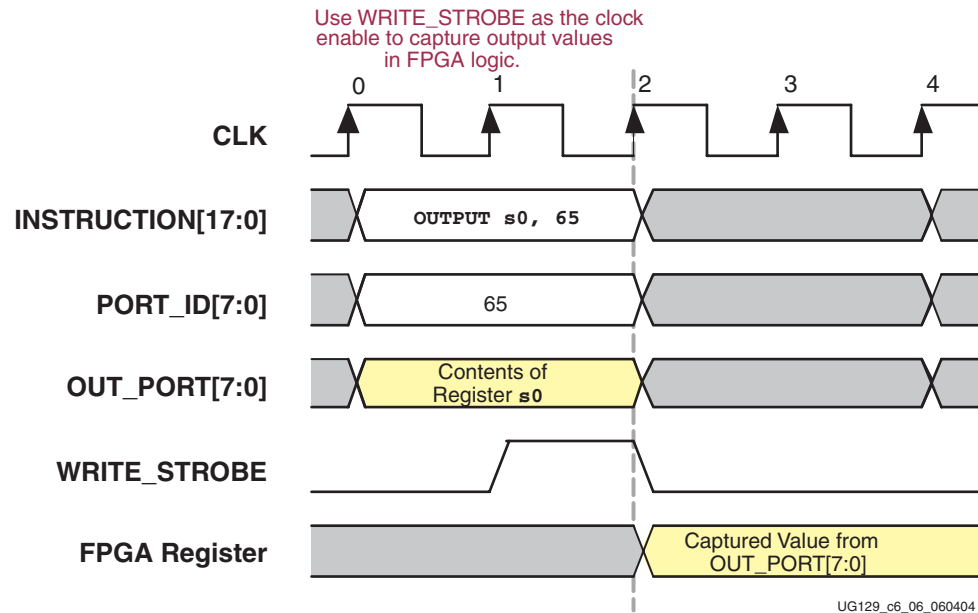 Use WRITE_STROBE as the clock
enable to capture output values
in FPGA logic.
0 1 2 3 4
CLK
INSTRUCTION[17:0]
OUTPUT s0, 65
PORT_ID[7:0]
65
OUT_PORT[7:0]
Contents of
Register s0
WRITE_STROBE
FPGA Register
Captured Value from
OUT_PORT[7:0]
UG129_c6_06_060404